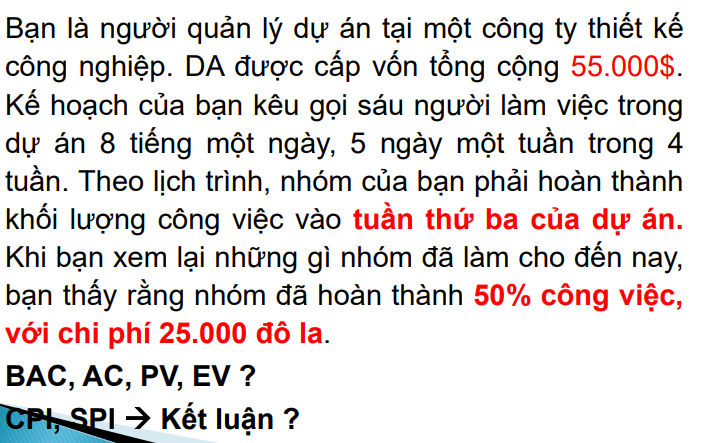 Bạn là người quản lý dự án tại một công ty thiết kế
công nghiệp. DA được cấp vốn tổng cộng 55.000$.
Kế hoạch của bạn kêu gọi sáu người làm việc trong
dự án 8 tiếng một ngày, 5 ngày một tuần trong 4
tuần. Theo lịch trình, nhóm của bạn phải hoàn thành
khối lượng công việc vào tuần thứ ba của dự án.
Khi bạn xem lại những gì nhóm đã làm cho đến nay,
bạn thấy rằng nhóm đã hoàn thành 50% công việc,
với chi phí 25.000 đô la.
BAC, AC, PV, EV ?
CPI, SPI → Kết luận ?